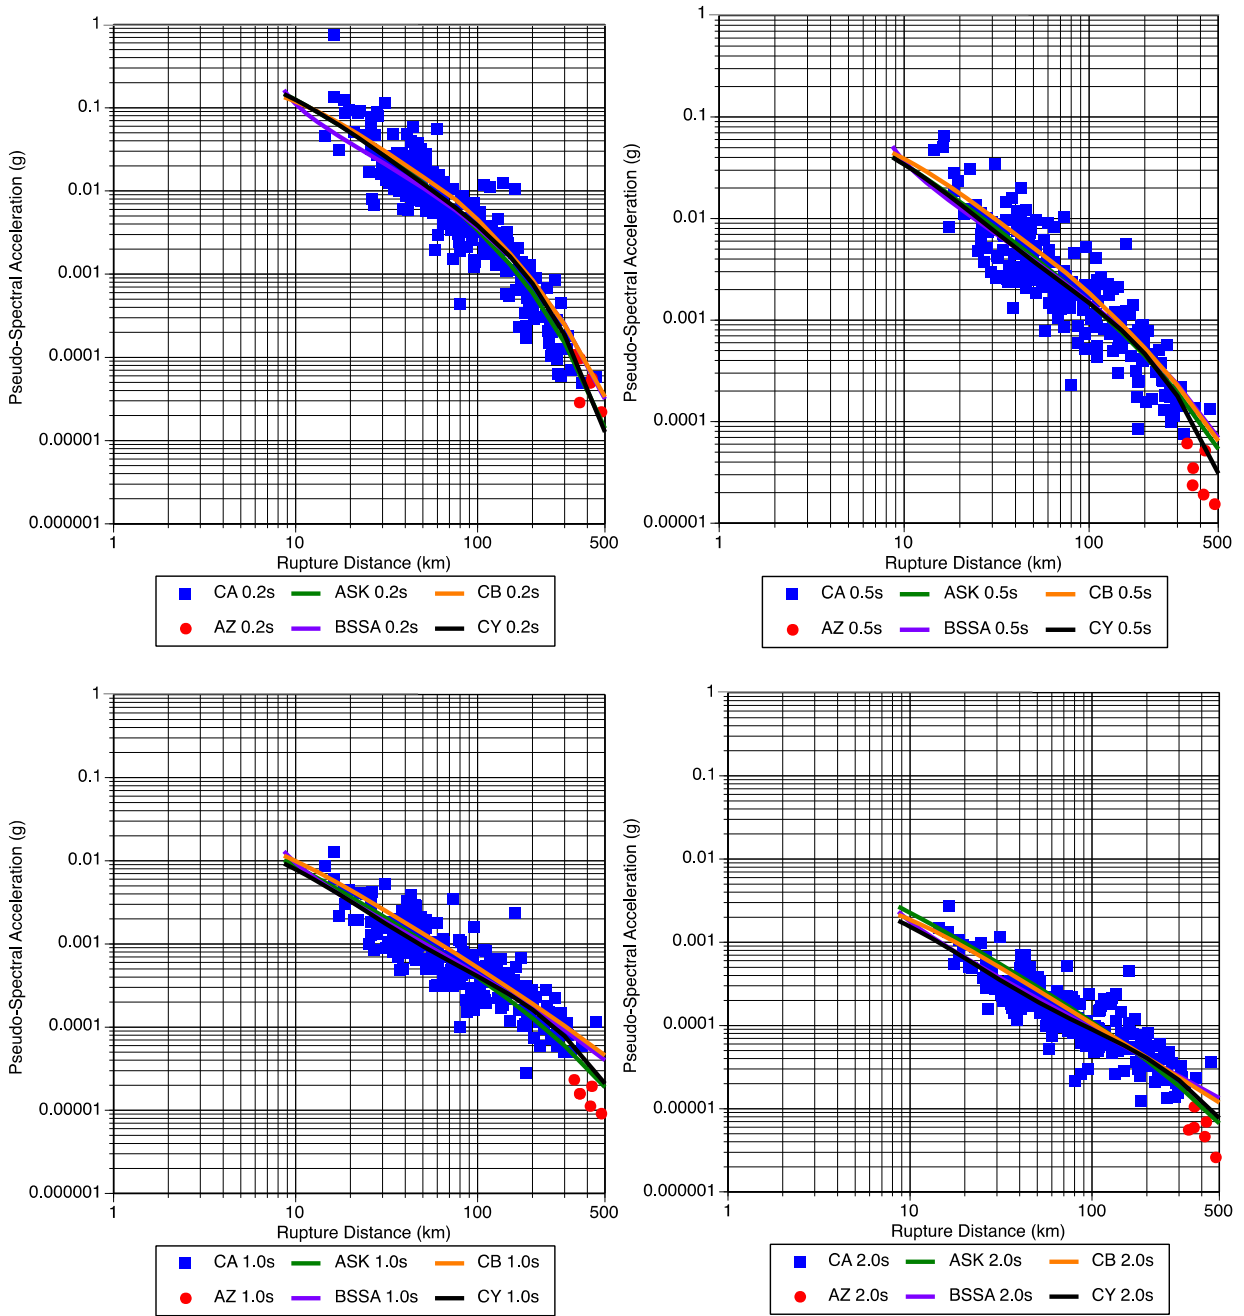 Pseudo-Spectral Acceleration (g)
1
0.1
0.01
0.001
0.0001
0.00001
0.000001
1
10
100
500
Rupture Distance (km)
CA 0.2s
ASK 0.2s
CB 0.2s
AZ 0.2s
BSSA 0.2s
CY 0.2s
Pseudo-Spectral Acceleration (g)
1
0.1
0.01
0.001
0.0001
0.00001
1
10
100
500
Rupture Distance (km)
CA 0.5s
ASK 0.5s
CB 0.5s
AZ 0.5s
BSSA 0.5s
CY 0.5s
Pseudo-Spectral Acceleration (g)
1
0.1
0.01
0.001
0.0001
0.00001
0.000001
1
10
100
500
Rupture Distance (km)
CA 1.0s
ASK 1.0s
CB 1.0s
AZ 1.0s
BSSA 1.0s
CY 1.0s
Pseudo-Spectral Acceleration (g)
1
0.1
0.01
0.001
0.0001
0.00001
0.000001
1
10
100
500
Rupture Distance (km)
CA 2.0s
ASK 2.0s
CB 2.0s
AZ 2.0s
BSSA 2.0s
CY 2.0s